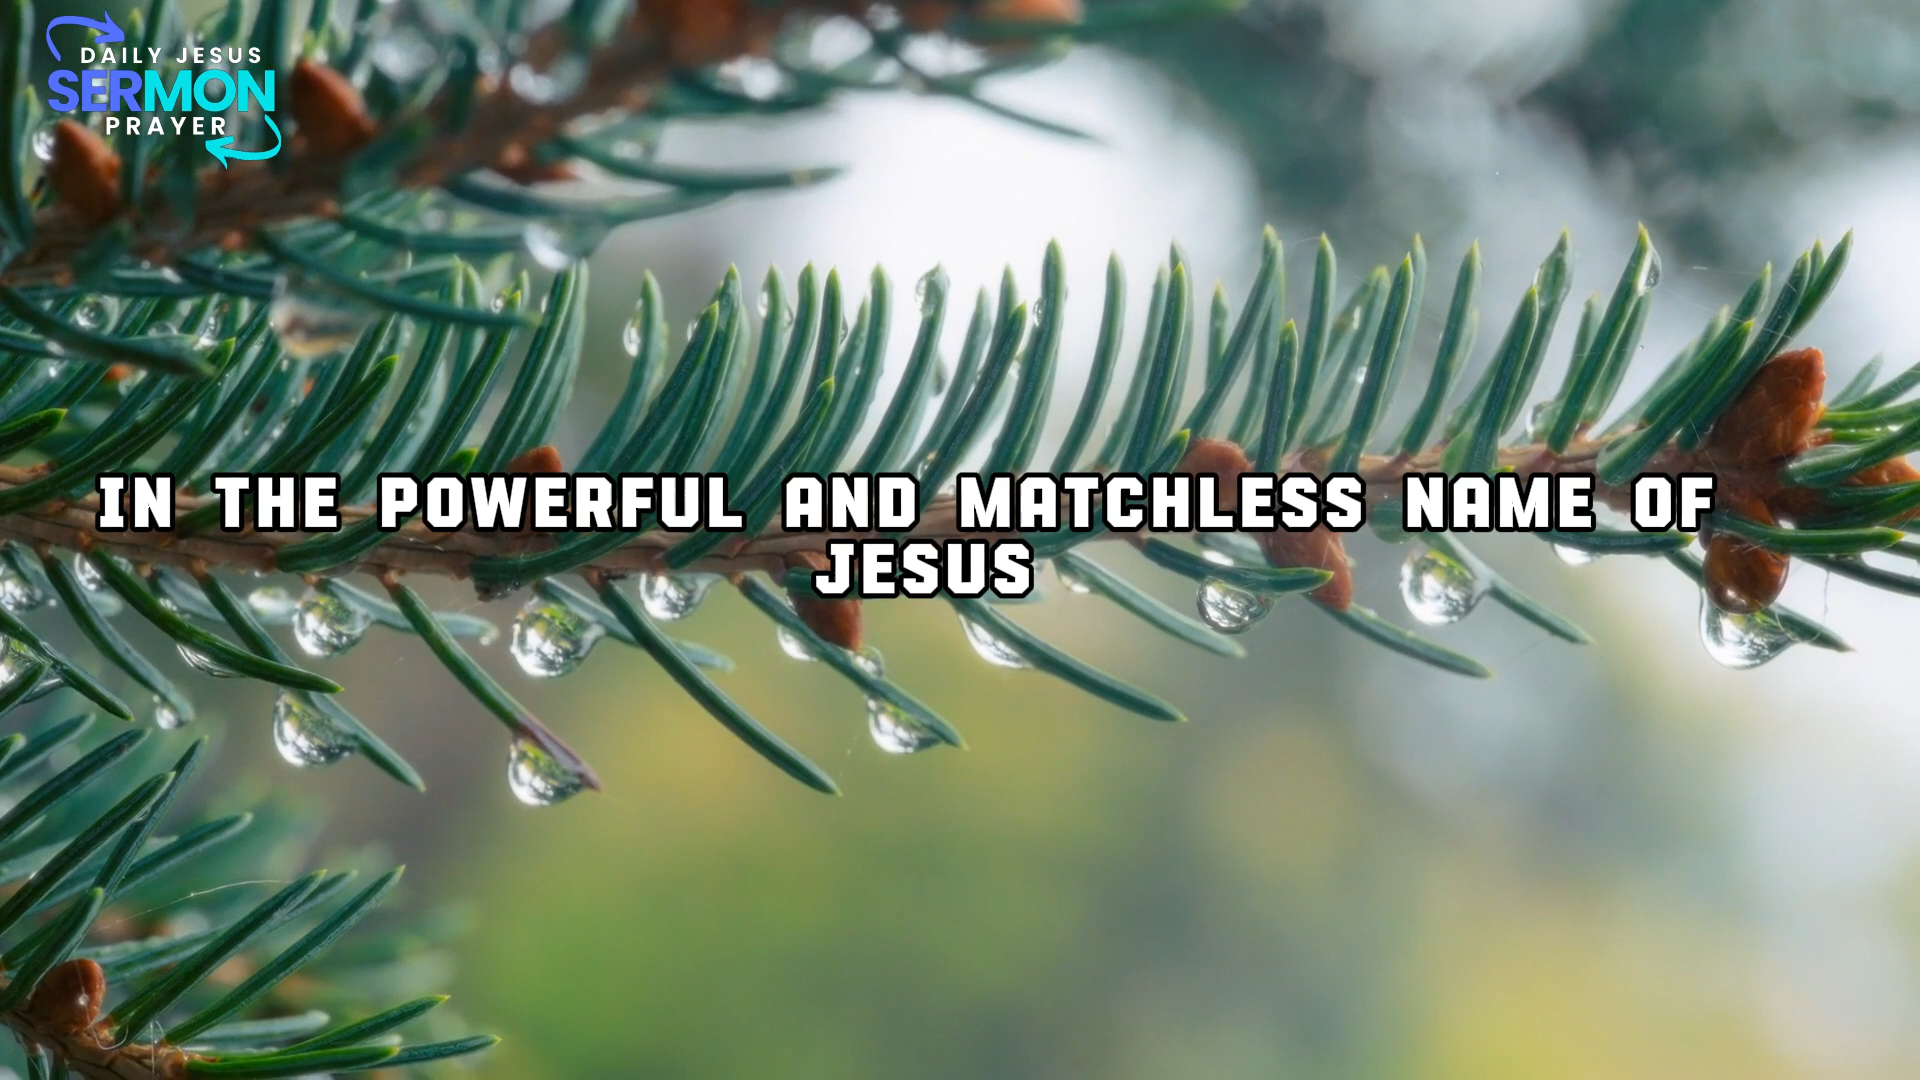 DAILY JESUS
SERMON
PRAYER
IN THE POWERFUL AND MATCHLESS NAME OF
JESUS